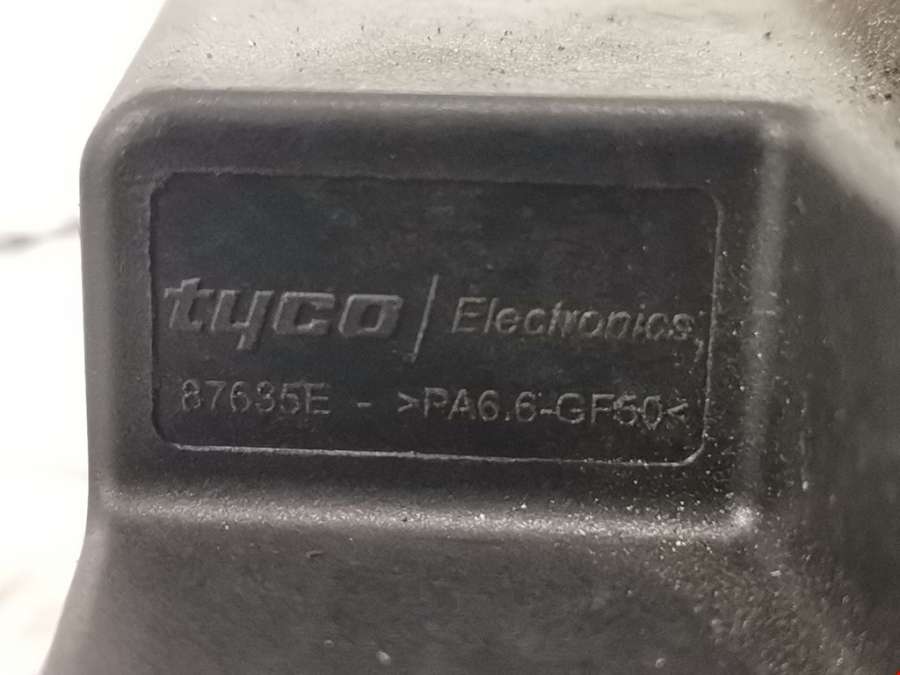 tyco / Electronics
87635E - >PA6.6-GF50<